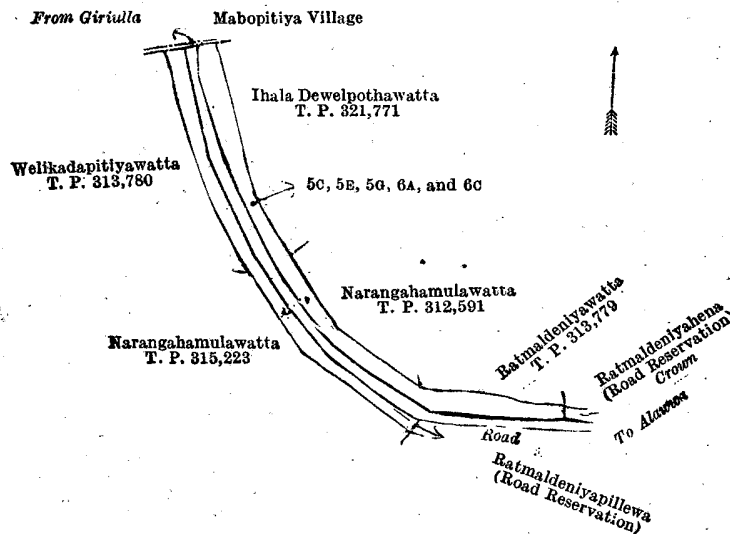 From Giriulla
Mabopitiya Village
Ihala Dewelpothawatta
T. P. 321,771
Welikadapitiyawatta
T. P. 313,780
5C, 5E, 5G, 6A, and 6C
Narangahamulawatta
T. P. 312,591
Narangahamulawatta
T. P. 315,223
Ratmaldeniyawatta
T. P. 313,779
Ratmaldeniyahena
(Road Reservation)
Crown
To Alawwa
Road
Ratmaldeniyapillewa
(Road Reservation)